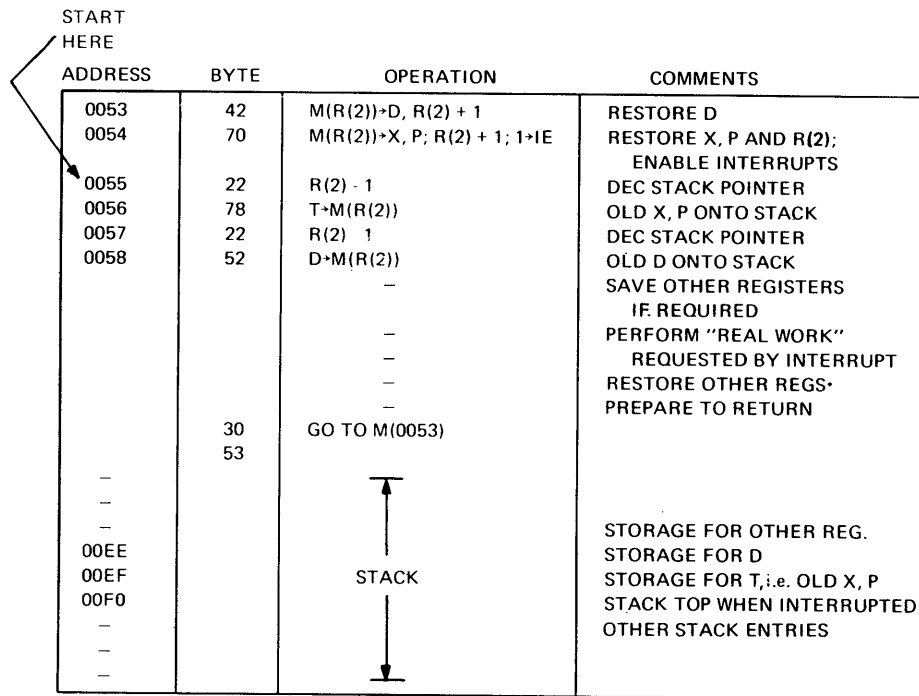 START
HERE
ADDRESS BYTE OPERATION COMMENTS
0053 42 M(R(2))→D, R(2) + 1 RESTORE D
0054 70 M(R(2))→X, P; R(2) + 1; 1→IE RESTORE X, P AND R(2);
ENABLE INTERRUPTS
0055 22 R(2) - 1 DEC STACK POINTER
0056 78 T→M(R(2)) OLD X, P ONTO STACK
0057 22 R(2) 1 DEC STACK POINTER
0058 52 D→M(R(2)) OLD D ONTO STACK
– SAVE OTHER REGISTERS
IF. REQUIRED
– PERFORM "REAL WORK"
– REQUESTED BY INTERRUPT
– RESTORE OTHER REGS·
– PREPARE TO RETURN
30 GO TO M(0053)
53
–
–
– STORAGE FOR OTHER REG.
00EE STORAGE FOR D
00EF STACK STORAGE FOR T, i.e. OLD X, P
00F0 STACK TOP WHEN INTERRUPTED
– OTHER STACK ENTRIES
–
–